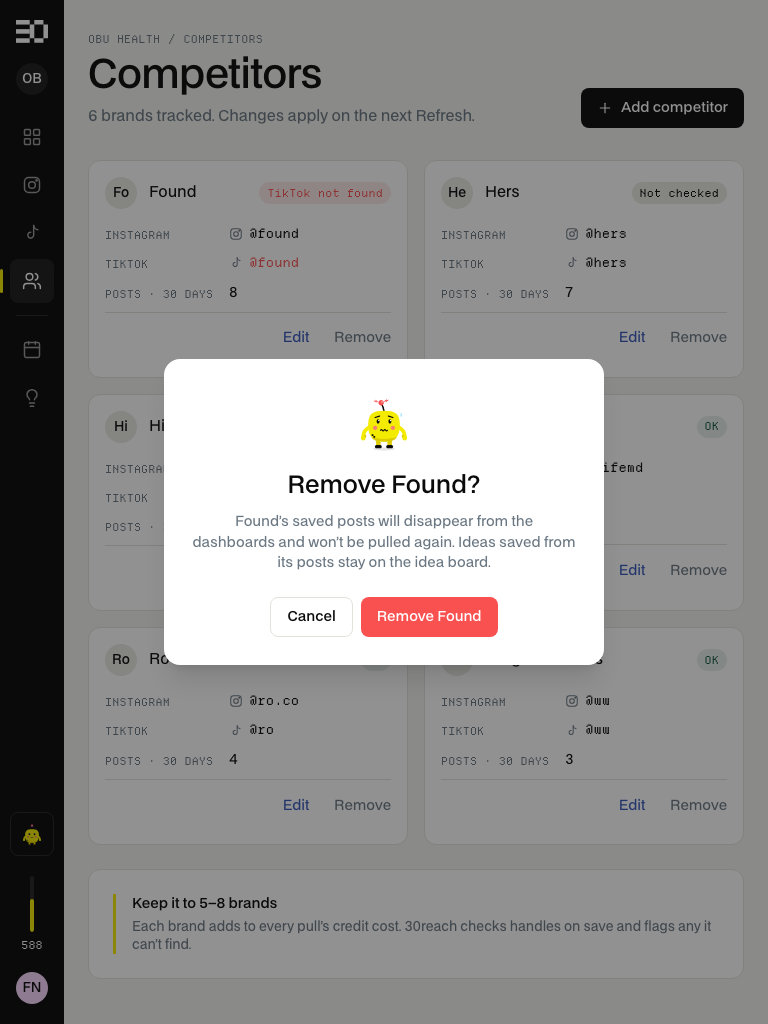 30
OB
588
FN
OBU HEALTH / COMPETITORS
Competitors
6 brands tracked. Changes apply on the next Refresh.
+ Add competitor
Fo Found TikTok not found
INSTAGRAM @found
TIKTOK @found
POSTS · 30 DAYS 8
Edit Remove
He Hers Not checked
INSTAGRAM @hers
TIKTOK @hers
POSTS · 30 DAYS 7
Edit Remove
Hi
INSTAGRAM
TIKTOK
POSTS ·
OK
Edit Remove
Remove Found?
Found's saved posts will disappear from the
dashboards and won't be pulled again. Ideas saved from
its posts stay on the idea board.
Cancel
Remove Found
Ro
INSTAGRAM @ro.co
TIKTOK @ro
POSTS · 30 DAYS 4
Edit Remove
OK
INSTAGRAM @ww
TIKTOK @ww
POSTS · 30 DAYS 3
Edit Remove
Keep it to 5–8 brands
Each brand adds to every pull's credit cost. 30reach checks handles on save and flags any it
can't find.